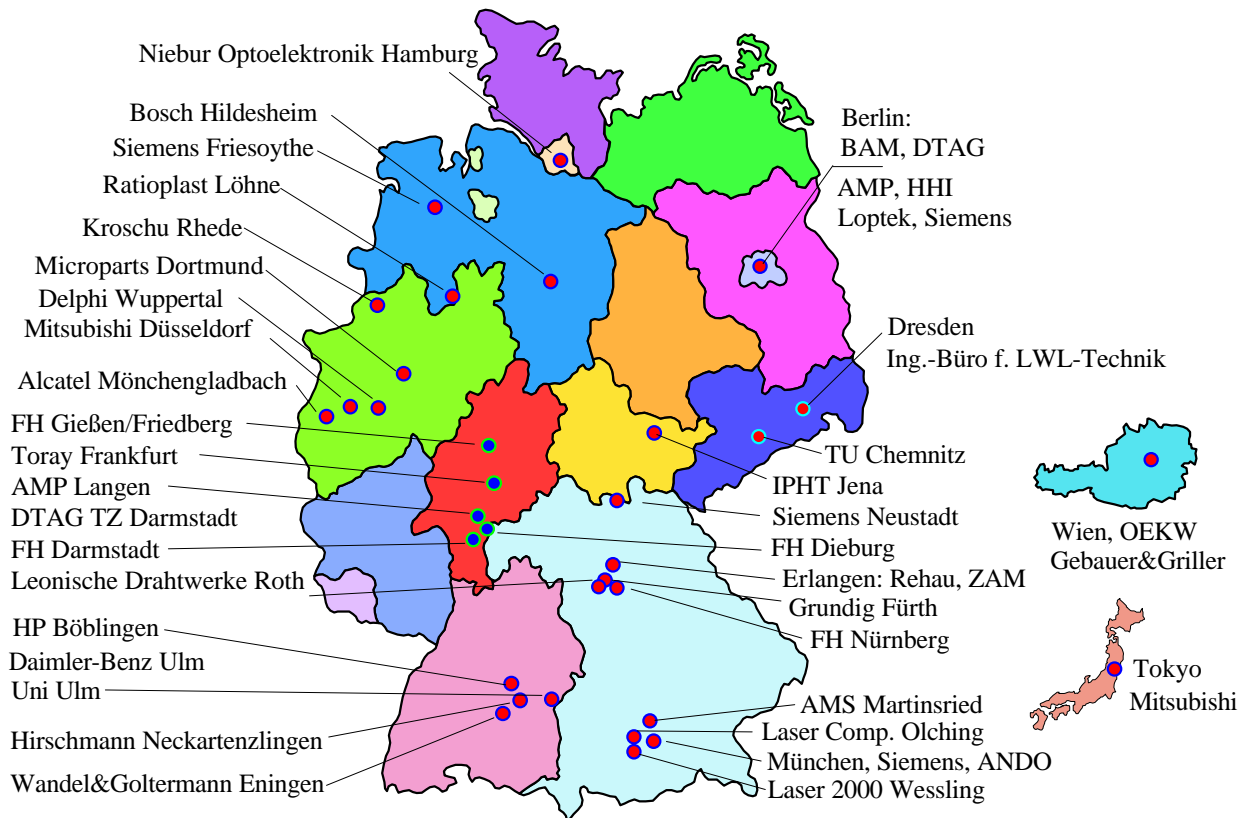 Niebur Optoelektronik Hamburg
Bosch Hildesheim
Siemens Friesoythe
Ratioplast Löhne
Kroschu Rhede
Microparts Dortmund
Delphi Wuppertal
Mitsubishi Düsseldorf
Alcatel Mönchengladbach
FH Gießen/Friedberg
Toray Frankfurt
AMP Langen
DTAG TZ Darmstadt
FH Darmstadt
Leonische Drahtwerke Roth
HP Böblingen
Daimler-Benz Ulm
Uni Ulm
Hirschmann Neckartenzlingen
Wandel&Goltermann Eningen
Berlin:
BAM, DTAG
AMP, HHI
Loptek, Siemens
Dresden
Ing.-Büro f. LWL-Technik
TU Chemnitz
IPHT Jena
Siemens Neustadt
FH Dieburg
Erlangen: Rehau, ZAM
Grundig Fürth
FH Nürnberg
AMS Martinsried
Laser Comp. Olching
München, Siemens, ANDO
Laser 2000 Wessling
Wien, OEKW
Gebauer&Griller
Tokyo
Mitsubishi